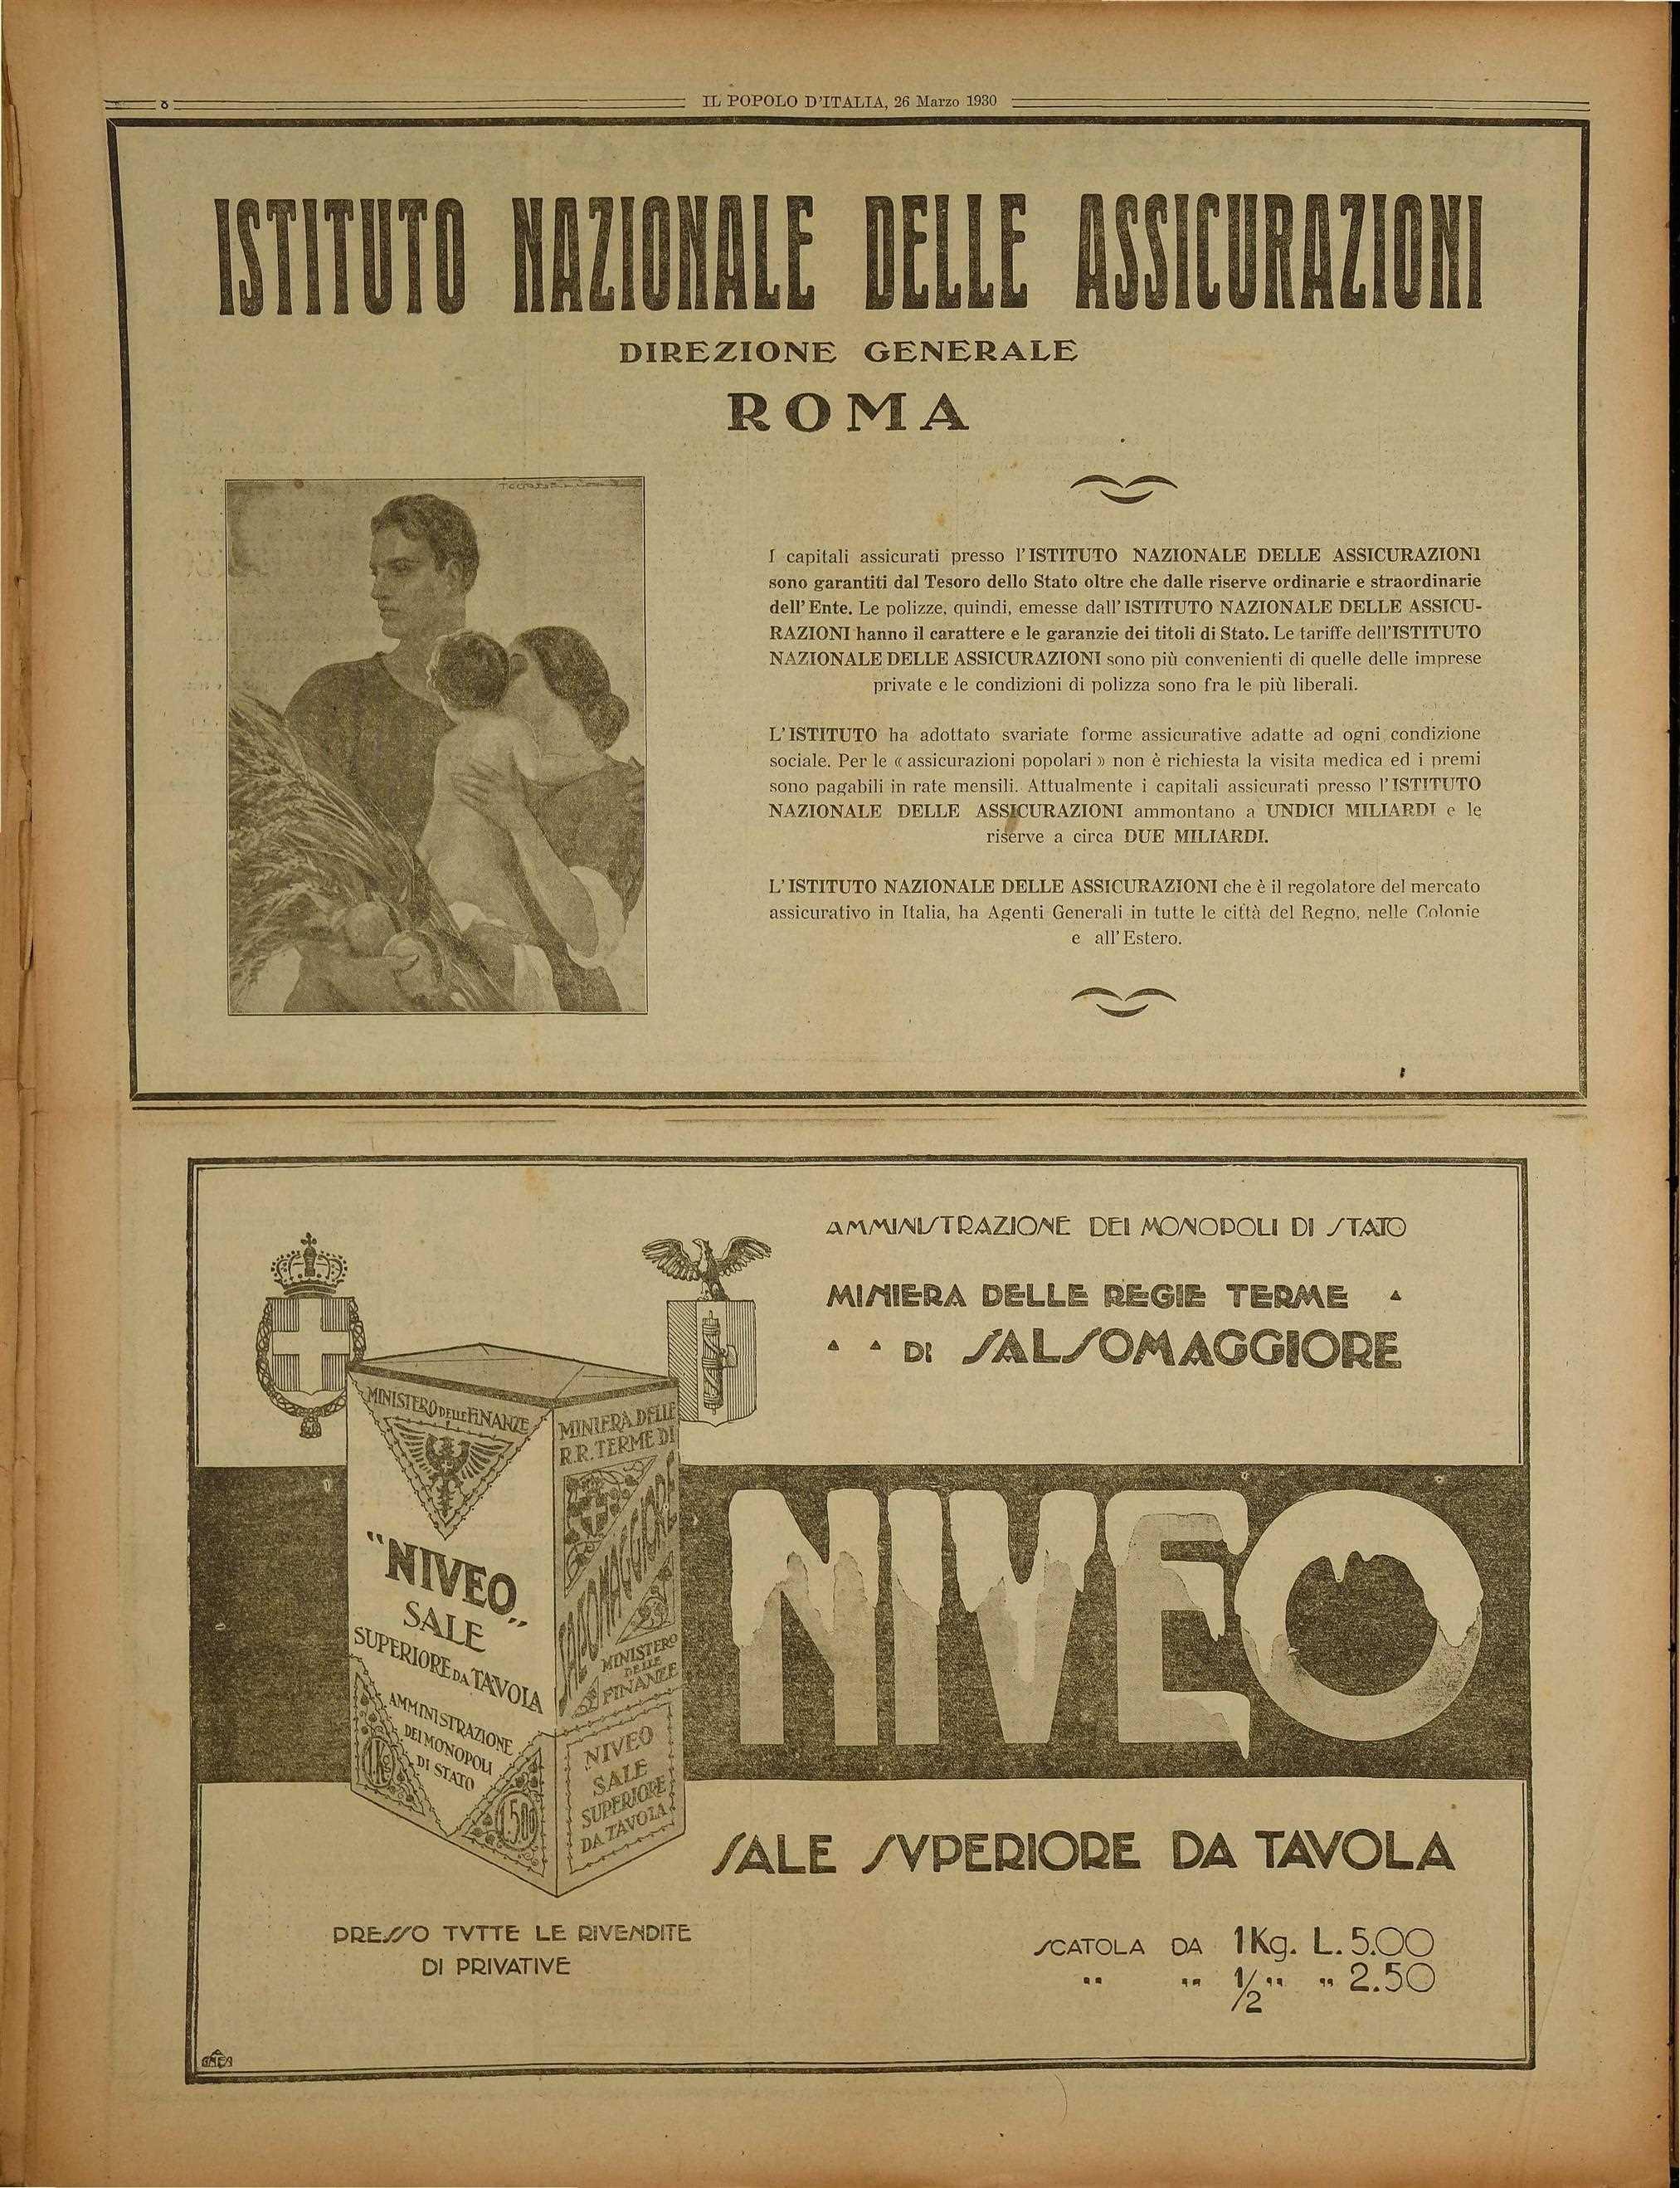 8
IL POPOLO D'ITALIA, 26 Marzo 1930
ISTITUTO NAZIONALE DELLE ASSICURAZIONI
DIREZIONE GENERALE
ROMA
I capitali assicurati presso l'ISTITUTO NAZIONALE DELLE ASSICURAZIONI
sono garantiti dal Tesoro dello Stato oltre che dalle riserve ordinarie e straordinarie
dell'Ente. Le polizze, quindi, emesse dall'ISTITUTO NAZIONALE DELLE ASSICU-
RAZIONI hanno il carattere e le garanzie dei titoli di Stato. Le tariffe dell'ISTITUTO
NAZIONALE DELLE ASSICURAZIONI sono più convenienti di quelle delle imprese
private e le condizioni di polizza sono fra le più liberali.
L'ISTITUTO ha adottato svariate forme assicurative adatte ad ogni condizione
sociale. Per le « assicurazioni popolari » non è richiesta la visita medica ed i premi
sono pagabili in rate mensili. Attualmente i capitali assicurati presso l'ISTITUTO
NAZIONALE DELLE ASSICURAZIONI ammontano a UNDICI MILIARDI e le
riserve a circa DUE MILIARDI.
L'ISTITUTO NAZIONALE DELLE ASSICURAZIONI che è il regolatore del mercato
assicurativo in Italia, ha Agenti Generali in tutte le città del Regno, nelle Colonie
e all'Estero.
AMMINISTRAZIONE DEI MONOPOLI DI STATO
MINIERA DELLE REGIE TERME
DI SALSOMAGGIORE
MINISTERO DELLE FINANZE
"NIVEO"
SALE
SUPERIORE DA TAVOLA
AMMINISTRAZIONE
DEI MONOPOLI
DI STATO
1KG
L.500
MINIERA DELLE
R.R. TERME DI
SALSOMAGGIORE
MINISTERO
DELLE
FINANZE
"NIVEO
SALE
SUPERIORE
DA TAVOLA
NIVEO
SALE SVPERIORE DA TAVOLA
PRESSO TVTTE LE RIVENDITE
DI PRIVATIVE
SCATOLA DA 1Kg. L. 5.00
" " 1/2 " " 2.50